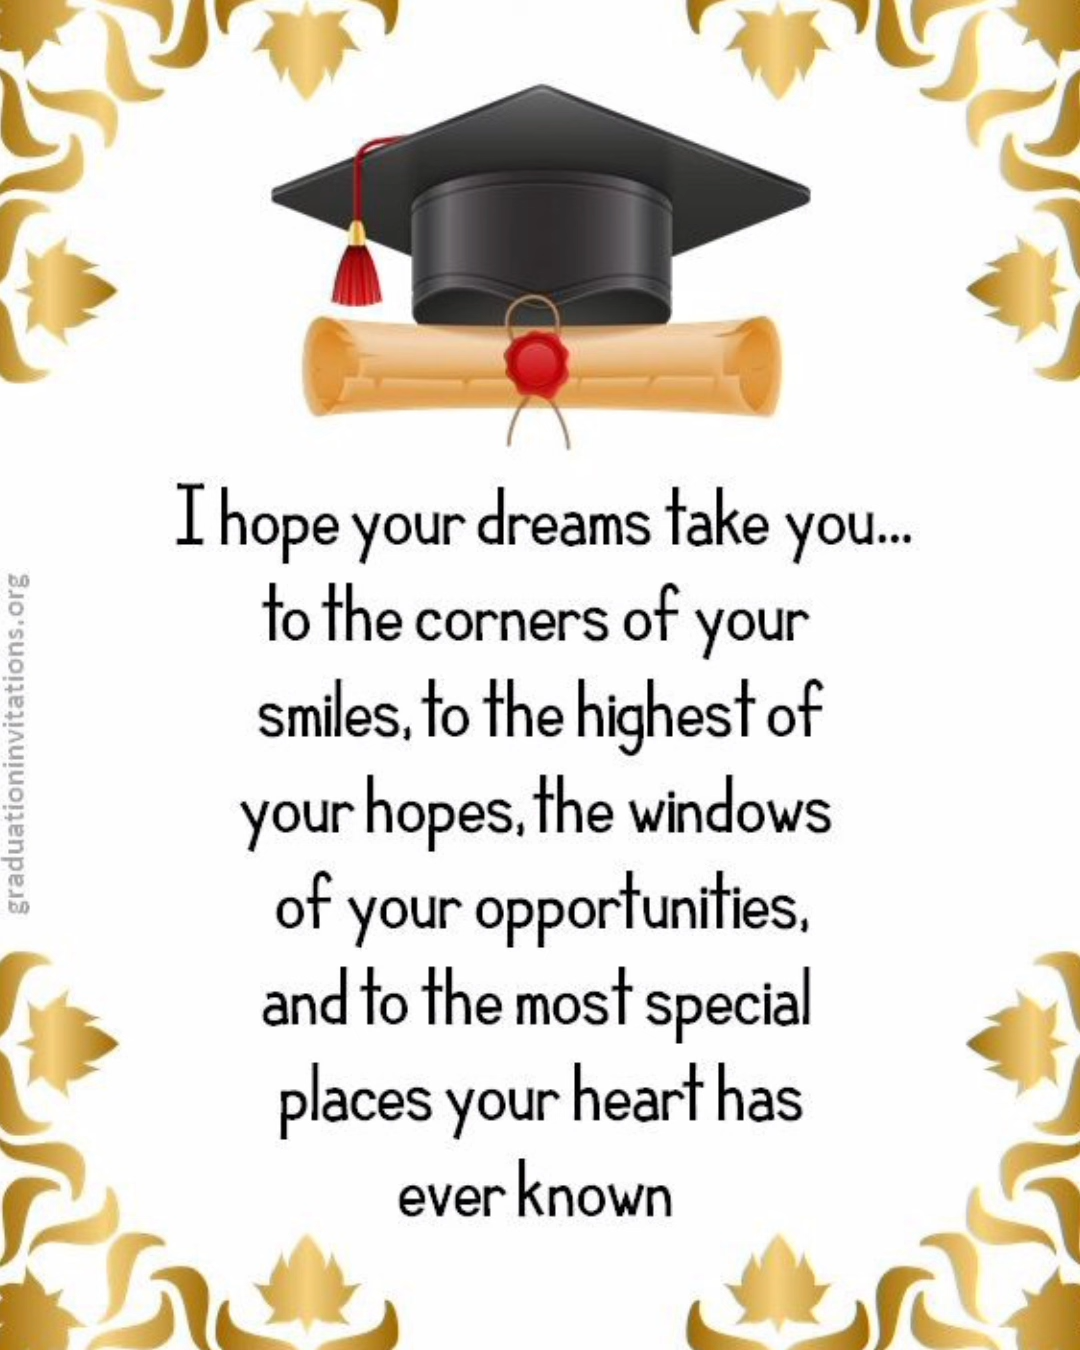 I hope your dreams take you...
to the corners of your
smiles, to the highest of
your hopes, the windows
of your opportunities,
and to the most special
places your heart has
ever known
graduationinvitations.org